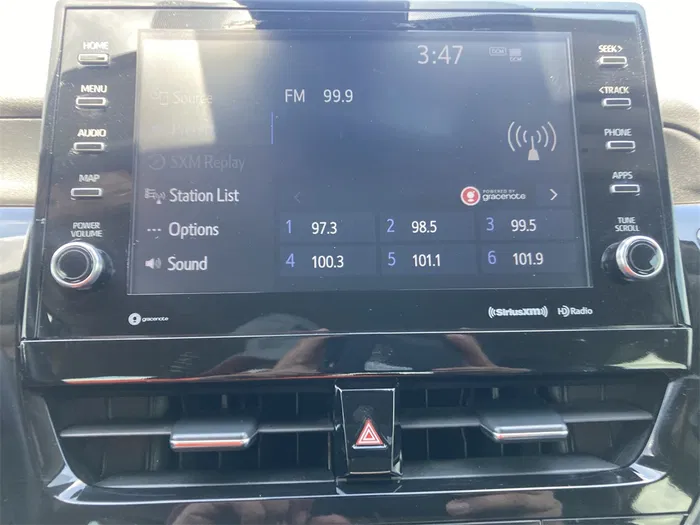 HOME
MENU
AUDIO
MAP
POWER
VOLUME
3:47
DCM
Source
FM 99.9
SXM Replay
Station List
POWERED BY
gracenote
Options
Sound
1 97.3
2 98.5
3 99.5
4 100.3
5 101.1
6 101.9
SEEK>
<TRACK
PHONE
APPS
TUNE
SCROLL
gracenote
((SiriusXM))
HD Radio